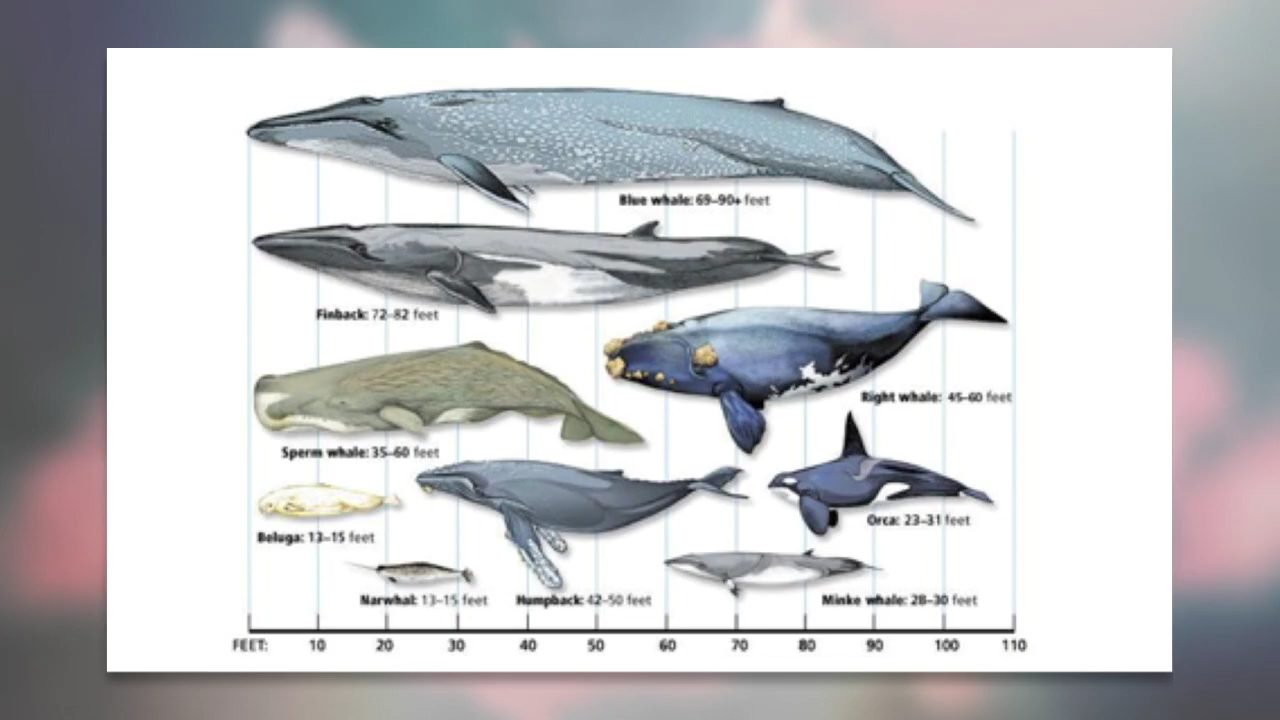 Blue whale: 69–90+ feet
Finback: 72–82 feet
Right whale: 45–60 feet
Sperm whale: 35–60 feet
Orca: 23–31 feet
Beluga: 13–15 feet
Narwhal: 13–15 feet
Humpback: 42–50 feet
Minke whale: 28–30 feet
FEET: 10 20 30 40 50 60 70 80 90 100 110